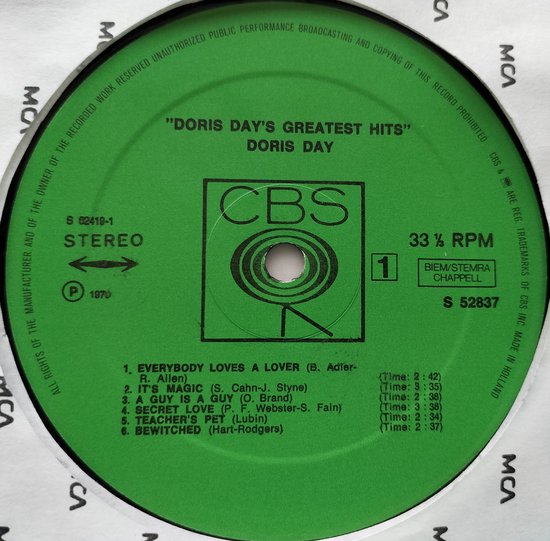 ALL RIGHTS OF THE MANUFACTURER AND OF THE OWNER OF THE RECORDED WORK RESERVED UNAUTHORIZED PUBLIC PERFORMANCE BROADCASTING AND COPYING OF THIS RECORD PROHIBITED CBS & ARE REG. TRADEMARKS OF CBS INC. MADE IN HOLLAND
"DORIS DAY'S GREATEST HITS"
DORIS DAY
CBS
S 62419-1
STEREO
33 ⅓ RPM
1
BIEM/STEMRA
CHAPPELL
Ⓟ 1970
S 52837
1. EVERYBODY LOVES A LOVER (B. Adler-
R. Allen) (Time: 2 : 42)
2. IT'S MAGIC (S. Cahn-J. Styne) (Time: 3 : 35)
3. A GUY IS A GUY (O. Brand) (Time: 2 : 38)
4. SECRET LOVE (P. F. Webster-S. Fain) (Time: 3 : 38)
5. TEACHER'S PET (Lubin) (Time: 2 : 34)
6. BEWITCHED (Hart-Rodgers) (Time: 2 : 37)
MCA
MCA
MCA
MCA
MCA
MCA